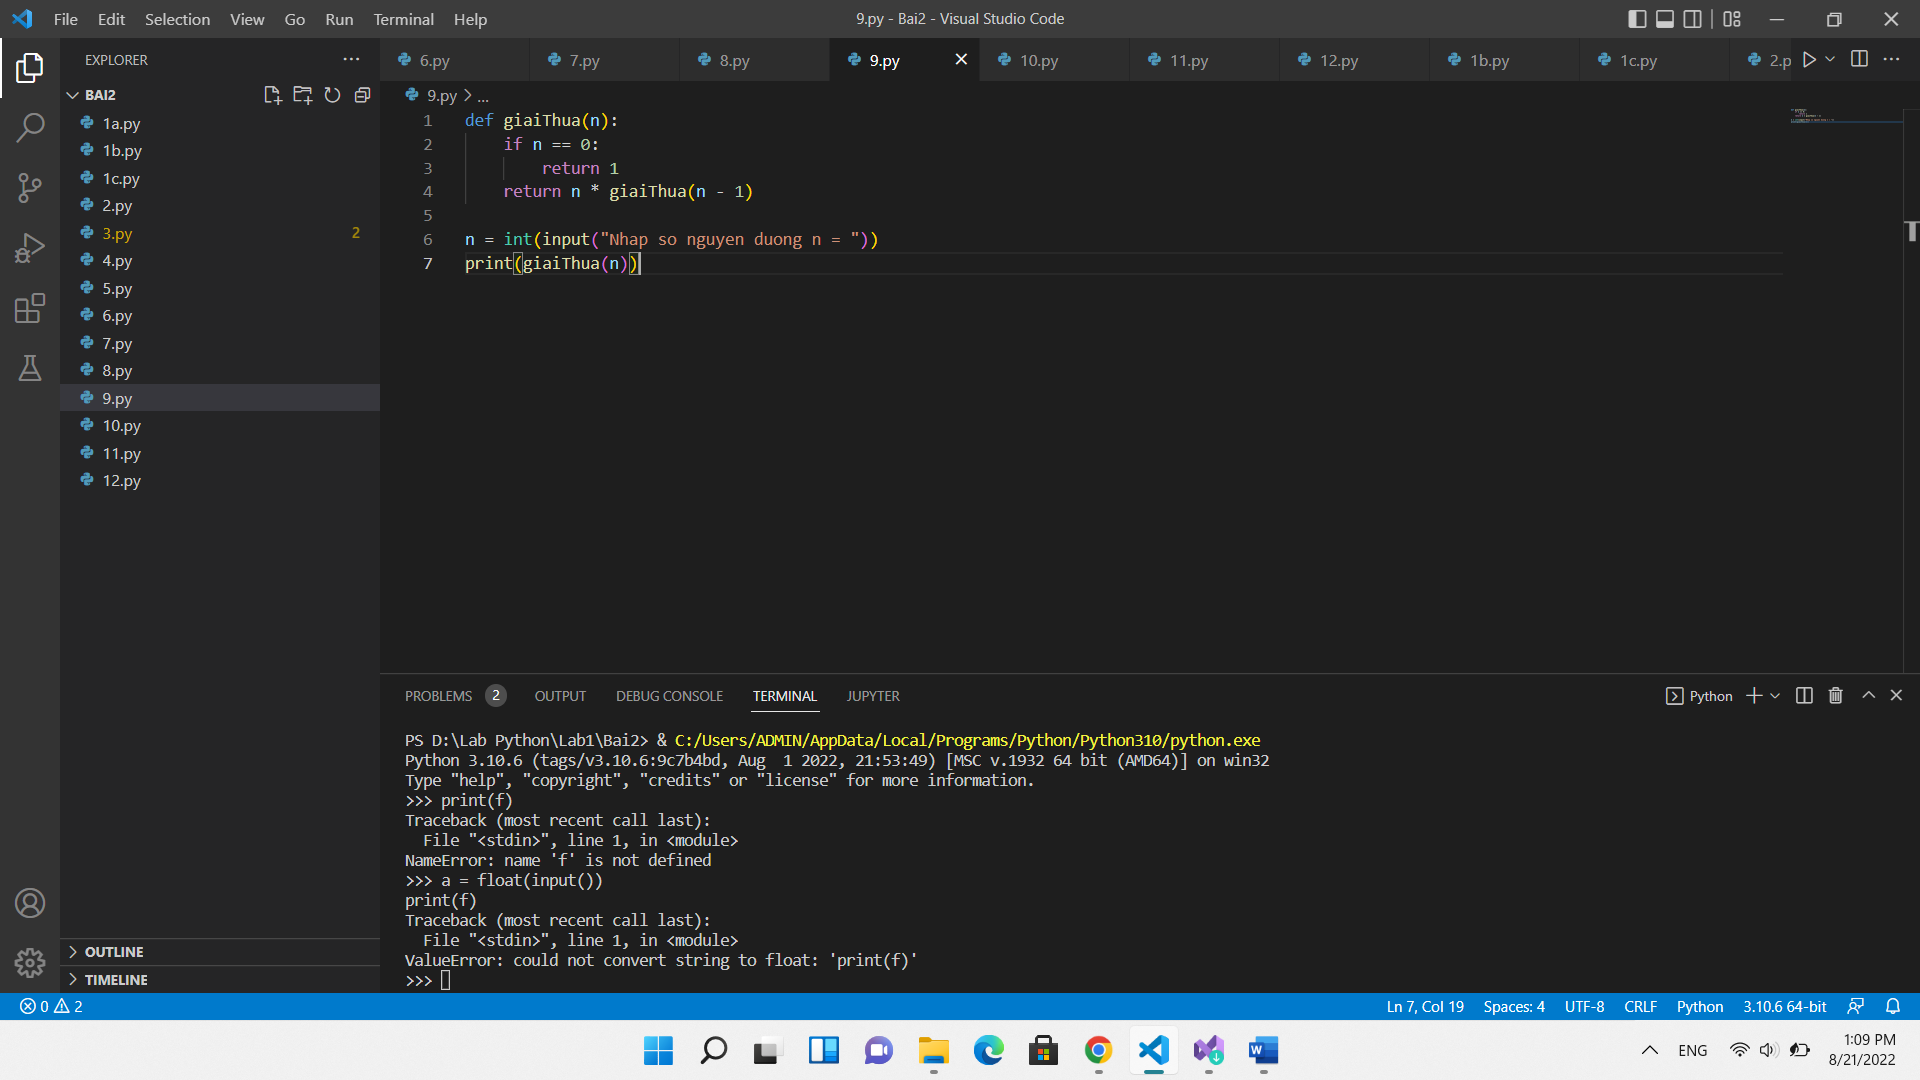 File Edit Selection View Go Run Terminal Help
9.py - Bai2 - Visual Studio Code
EXPLORER
6.py 7.py 8.py 9.py 10.py 11.py 12.py 1b.py 1c.py 2.p
BAI2
9.py > ...
1a.py
1b.py
1c.py
2.py
3.py 2
4.py
5.py
6.py
7.py
8.py
9.py
10.py
11.py
12.py
OUTLINE
TIMELINE
1 def giaiThua(n):
2 if n == 0:
3 return 1
4 return n * giaiThua(n - 1)
5
6 n = int(input("Nhap so nguyen duong n = "))
7 print(giaiThua(n))
PROBLEMS 2 OUTPUT DEBUG CONSOLE TERMINAL JUPYTER
Python
PS D:\Lab Python\Lab1\Bai2> & C:/Users/ADMIN/AppData/Local/Programs/Python/Python310/python.exe
Python 3.10.6 (tags/v3.10.6:9c7b4bd, Aug  1 2022, 21:53:49) [MSC v.1932 64 bit (AMD64)] on win32
Type "help", "copyright", "credits" or "license" for more information.
>>> print(f)
Traceback (most recent call last):
File "<stdin>", line 1, in <module>
NameError: name 'f' is not defined
>>> a = float(input())
print(f)
Traceback (most recent call last):
File "<stdin>", line 1, in <module>
ValueError: could not convert string to float: 'print(f)'
>>>
0 2
Ln 7, Col 19 Spaces: 4 UTF-8 CRLF Python 3.10.6 64-bit
ENG
1:09 PM
8/21/2022